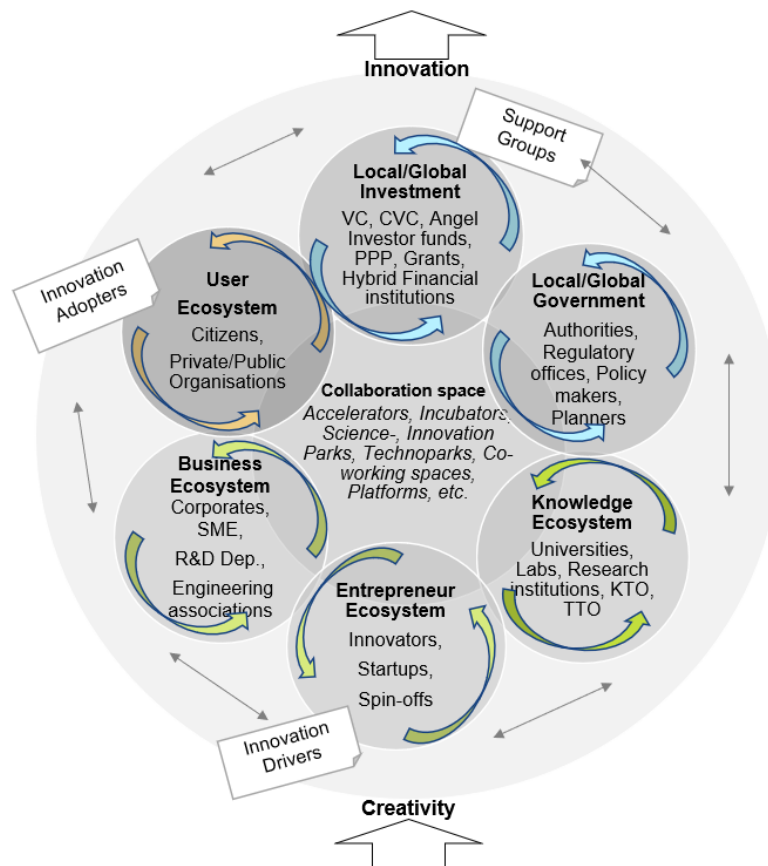 Innovation
Support
Groups
Local/Global
Investment
VC, CVC, Angel
Investor funds,
PPP, Grants,
Hybrid Financial
institutions
Innovation
Adopters
User
Ecosystem
Citizens,
Private/Public
Organisations
Local/Global
Government
Authorities,
Regulatory
offices, Policy
makers,
Planners
Collaboration space
Accelerators, Incubators,
Science-, Innovation
Parks, Technoparks, Co-
working spaces,
Platforms, etc.
Business
Ecosystem
Corporates,
SME,
R&D Dep.,
Engineering
associations
Knowledge
Ecosystem
Universities,
Labs, Research
institutions, KTO,
TTO
Entrepreneur
Ecosystem
Innovators,
Startups,
Spin-offs
Innovation
Drivers
Creativity